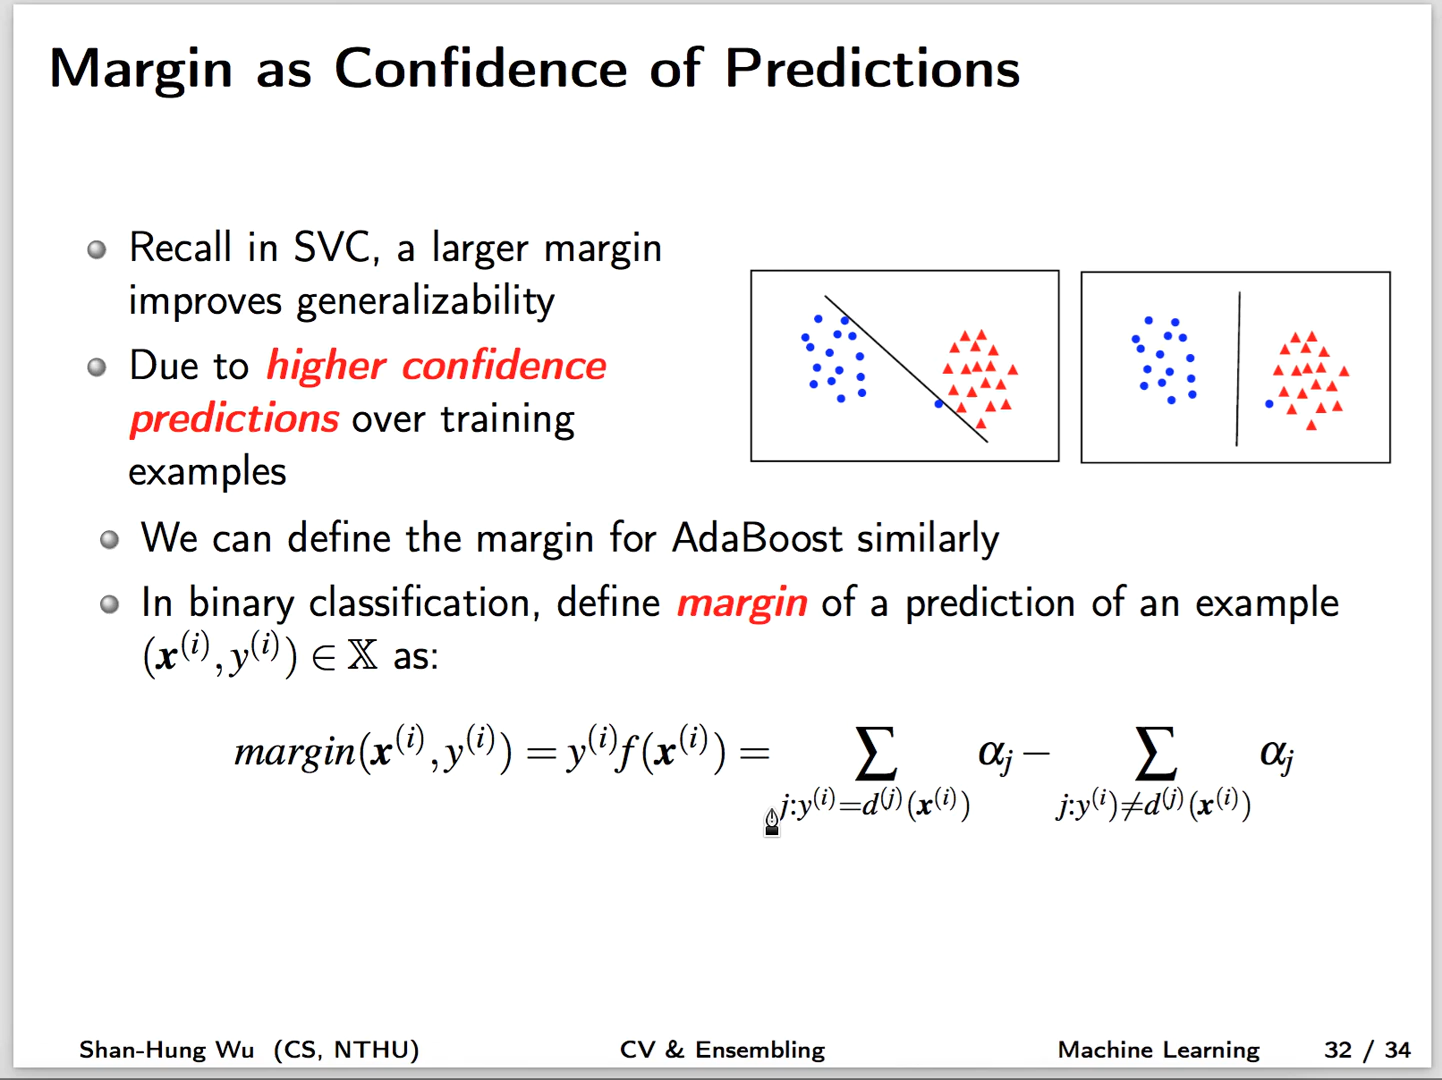 Margin as Confidence of Predictions
Recall in SVC, a larger margin
improves generalizability
Due to higher confidence
predictions over training
examples
We can define the margin for AdaBoost similarly
In binary classification, define margin of a prediction of an example
(x^(i), y^(i)) ∈ 𝕏 as:
margin(x^(i), y^(i)) = y^(i) f(x^(i)) = ∑_{j:y^(i)=d^(j)(x^(i))} α_j − ∑_{j:y^(i)≠d^(j)(x^(i))} α_j
Shan-Hung Wu (CS, NTHU) CV & Ensembling Machine Learning 32 / 34